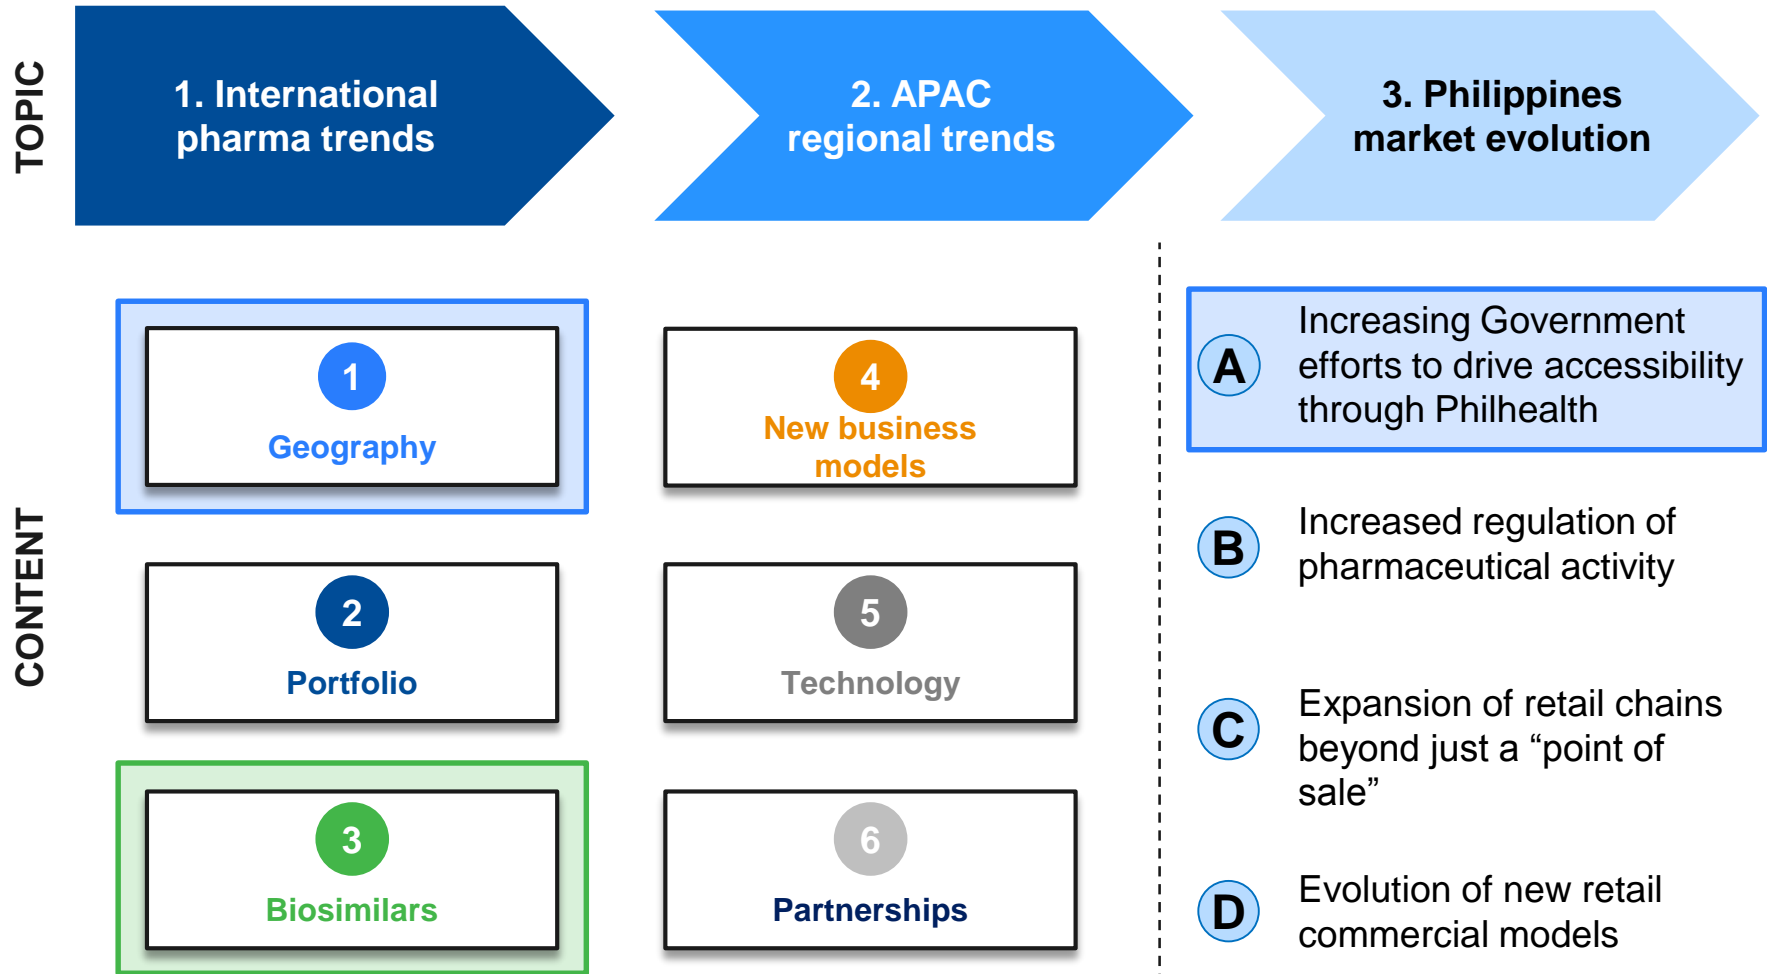 TOPIC
1. International
pharma trends
2. APAC
regional trends
3. Philippines
market evolution
CONTENT
1
Geography
2
Portfolio
3
Biosimilars
4
New business
models
5
Technology
6
Partnerships
A
Increasing Government
efforts to drive accessibility
through Philhealth
B
Increased regulation of
pharmaceutical activity
C
Expansion of retail chains
beyond just a “point of
sale”
D
Evolution of new retail
commercial models